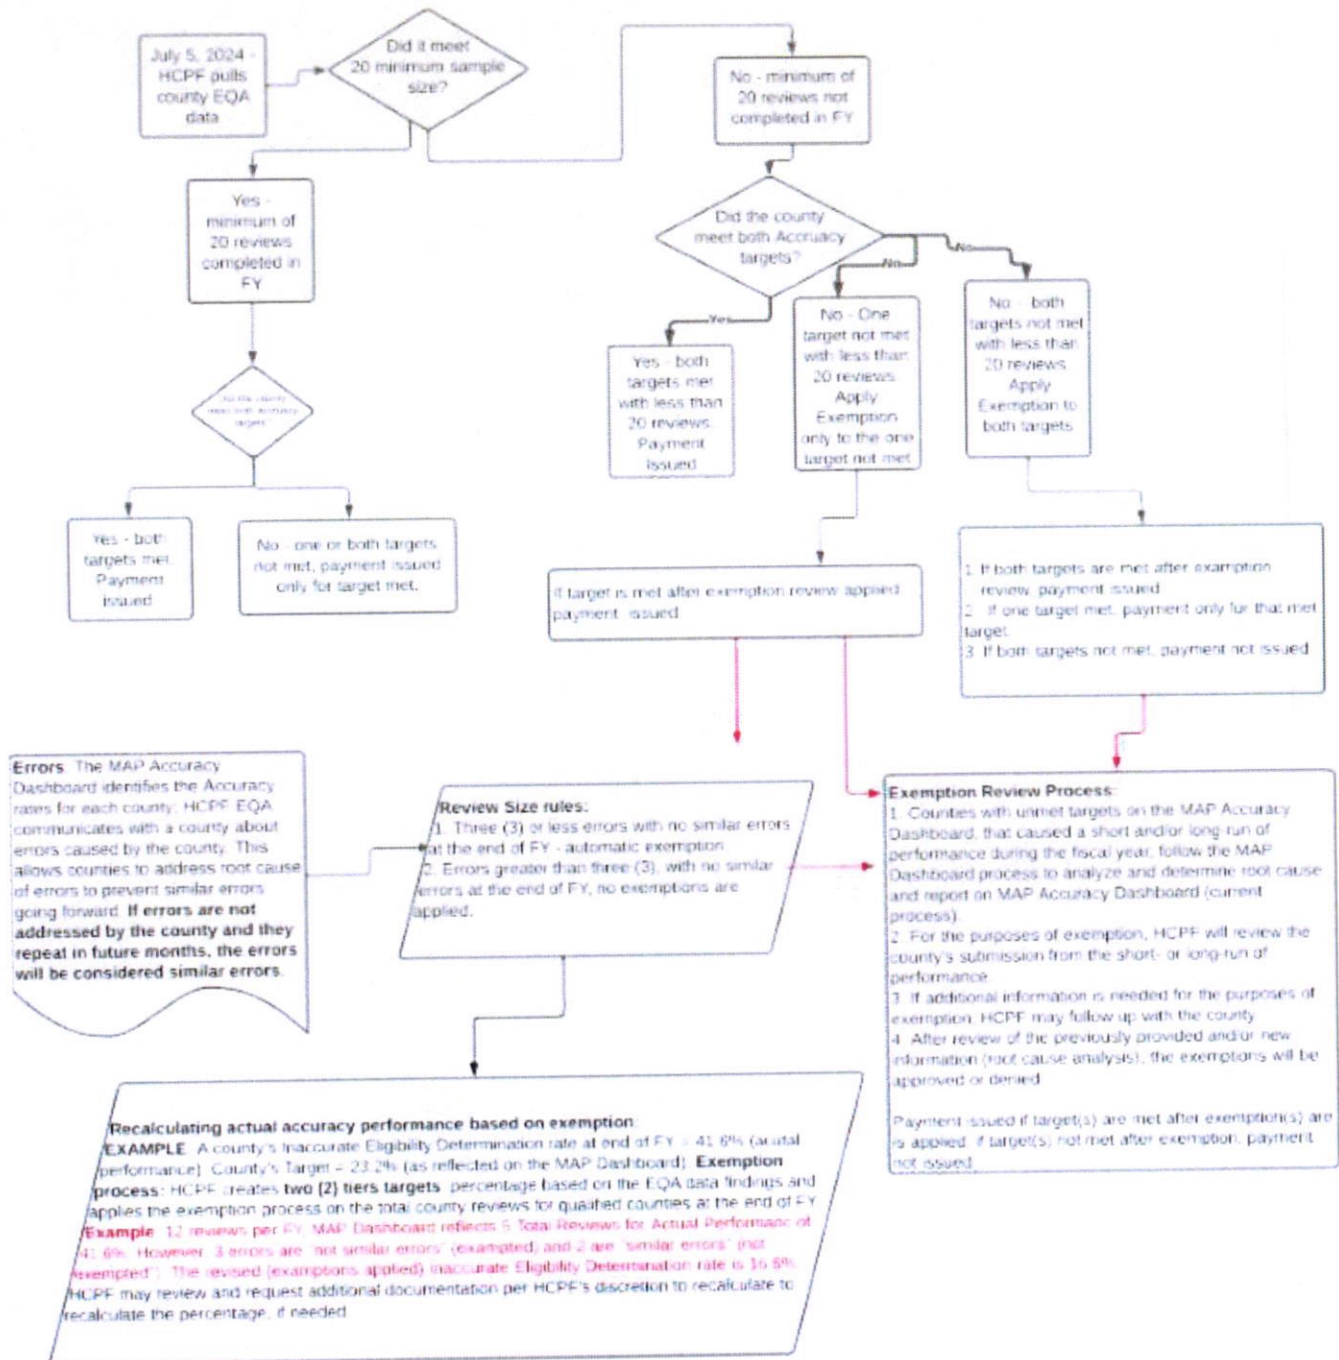 July 5, 2024 -
HCPF pulls
county EQA
data
Did it meet
20 minimum sample
size?
No - minimum of
20 reviews not
completed in FY
Yes -
minimum of
20 reviews
completed in
FY
Did the county
meet both Accruacy
targets?
No
No
Yes
Yes - both
targets met
with less than
20 reviews.
Payment
issued
No - One
target not met
with less than
20 reviews.
Apply
Exemption
only to the one
target not met
No - both
targets not met
with less than
20 reviews
Apply
Exemption to
both targets
Did the county
meet both Accuracy
targets?
Yes - both
targets met.
Payment
issued
No - one or both targets
not met, payment issued
only for target met.
If target is met after exemption review applied
payment issued
1. If both targets are met after examption
review, payment issued
2. If one target met, payment only for that met
target.
3. If both targets not met, payment not issued
Errors: The MAP Accuracy
Dashboard identifies the Accuracy
rates for each county; HCPF EQA
communicates with a county about
errors caused by the county. This
allows counties to address root cause
of errors to prevent similar errors
going forward. If errors are not
addressed by the county and they
repeat in future months, the errors
will be considered similar errors.
Review Size rules:
1. Three (3) or less errors with no similar errors
at the end of FY - automatic exemption
2. Errors greater than three (3), with no similar
errors at the end of FY, no exemptions are
applied.
Exemption Review Process:
1. Counties with unmet targets on the MAP Accuracy
Dashboard, that caused a short and/or long-run of
performance during the fiscal year, follow the MAP
Dashboard process to analyze and determine root cause
and report on MAP Accuracy Dashboard (current
process).
2. For the purposes of exemption, HCPF will review the
county's submission from the short- or long-run of
performance.
3. If additional information is needed for the purposes of
exemption, HCPF may follow up with the county
4. After review of the previously provided and/or new
information (root cause analysis), the exemptions will be
approved or denied
Payment issued if target(s) are met after exemption(s) are
is applied. If target(s) not met after exemption, payment
not issued.
Recalculating actual accuracy performance based on exemption:
EXAMPLE: A county's Inaccurate Eligibility Determination rate at end of FY = 41.6% (acutal
performance). County's Target = 23.2% (as reflected on the MAP Dashboard). Exemption
process: HCPF creates two (2) tiers targets percentage based on the EQA data findings and
applies the exemption process on the total county reviews for qualified counties at the end of FY
Example: 12 reviews per FY, MAP Dashboard reflects 5 Total Reviews for Actual Performanc of
41.6%. However, 3 errors are "not similar errors" (exampted) and 2 are "similar errors" (not
exempted"). The revised (examptions applied) Inaccurate Eligibility Determination rate is 16.6%.
HCPF may review and request additional documentation per HCPF's discretion to recalculate to
recalculate the percentage, if needed